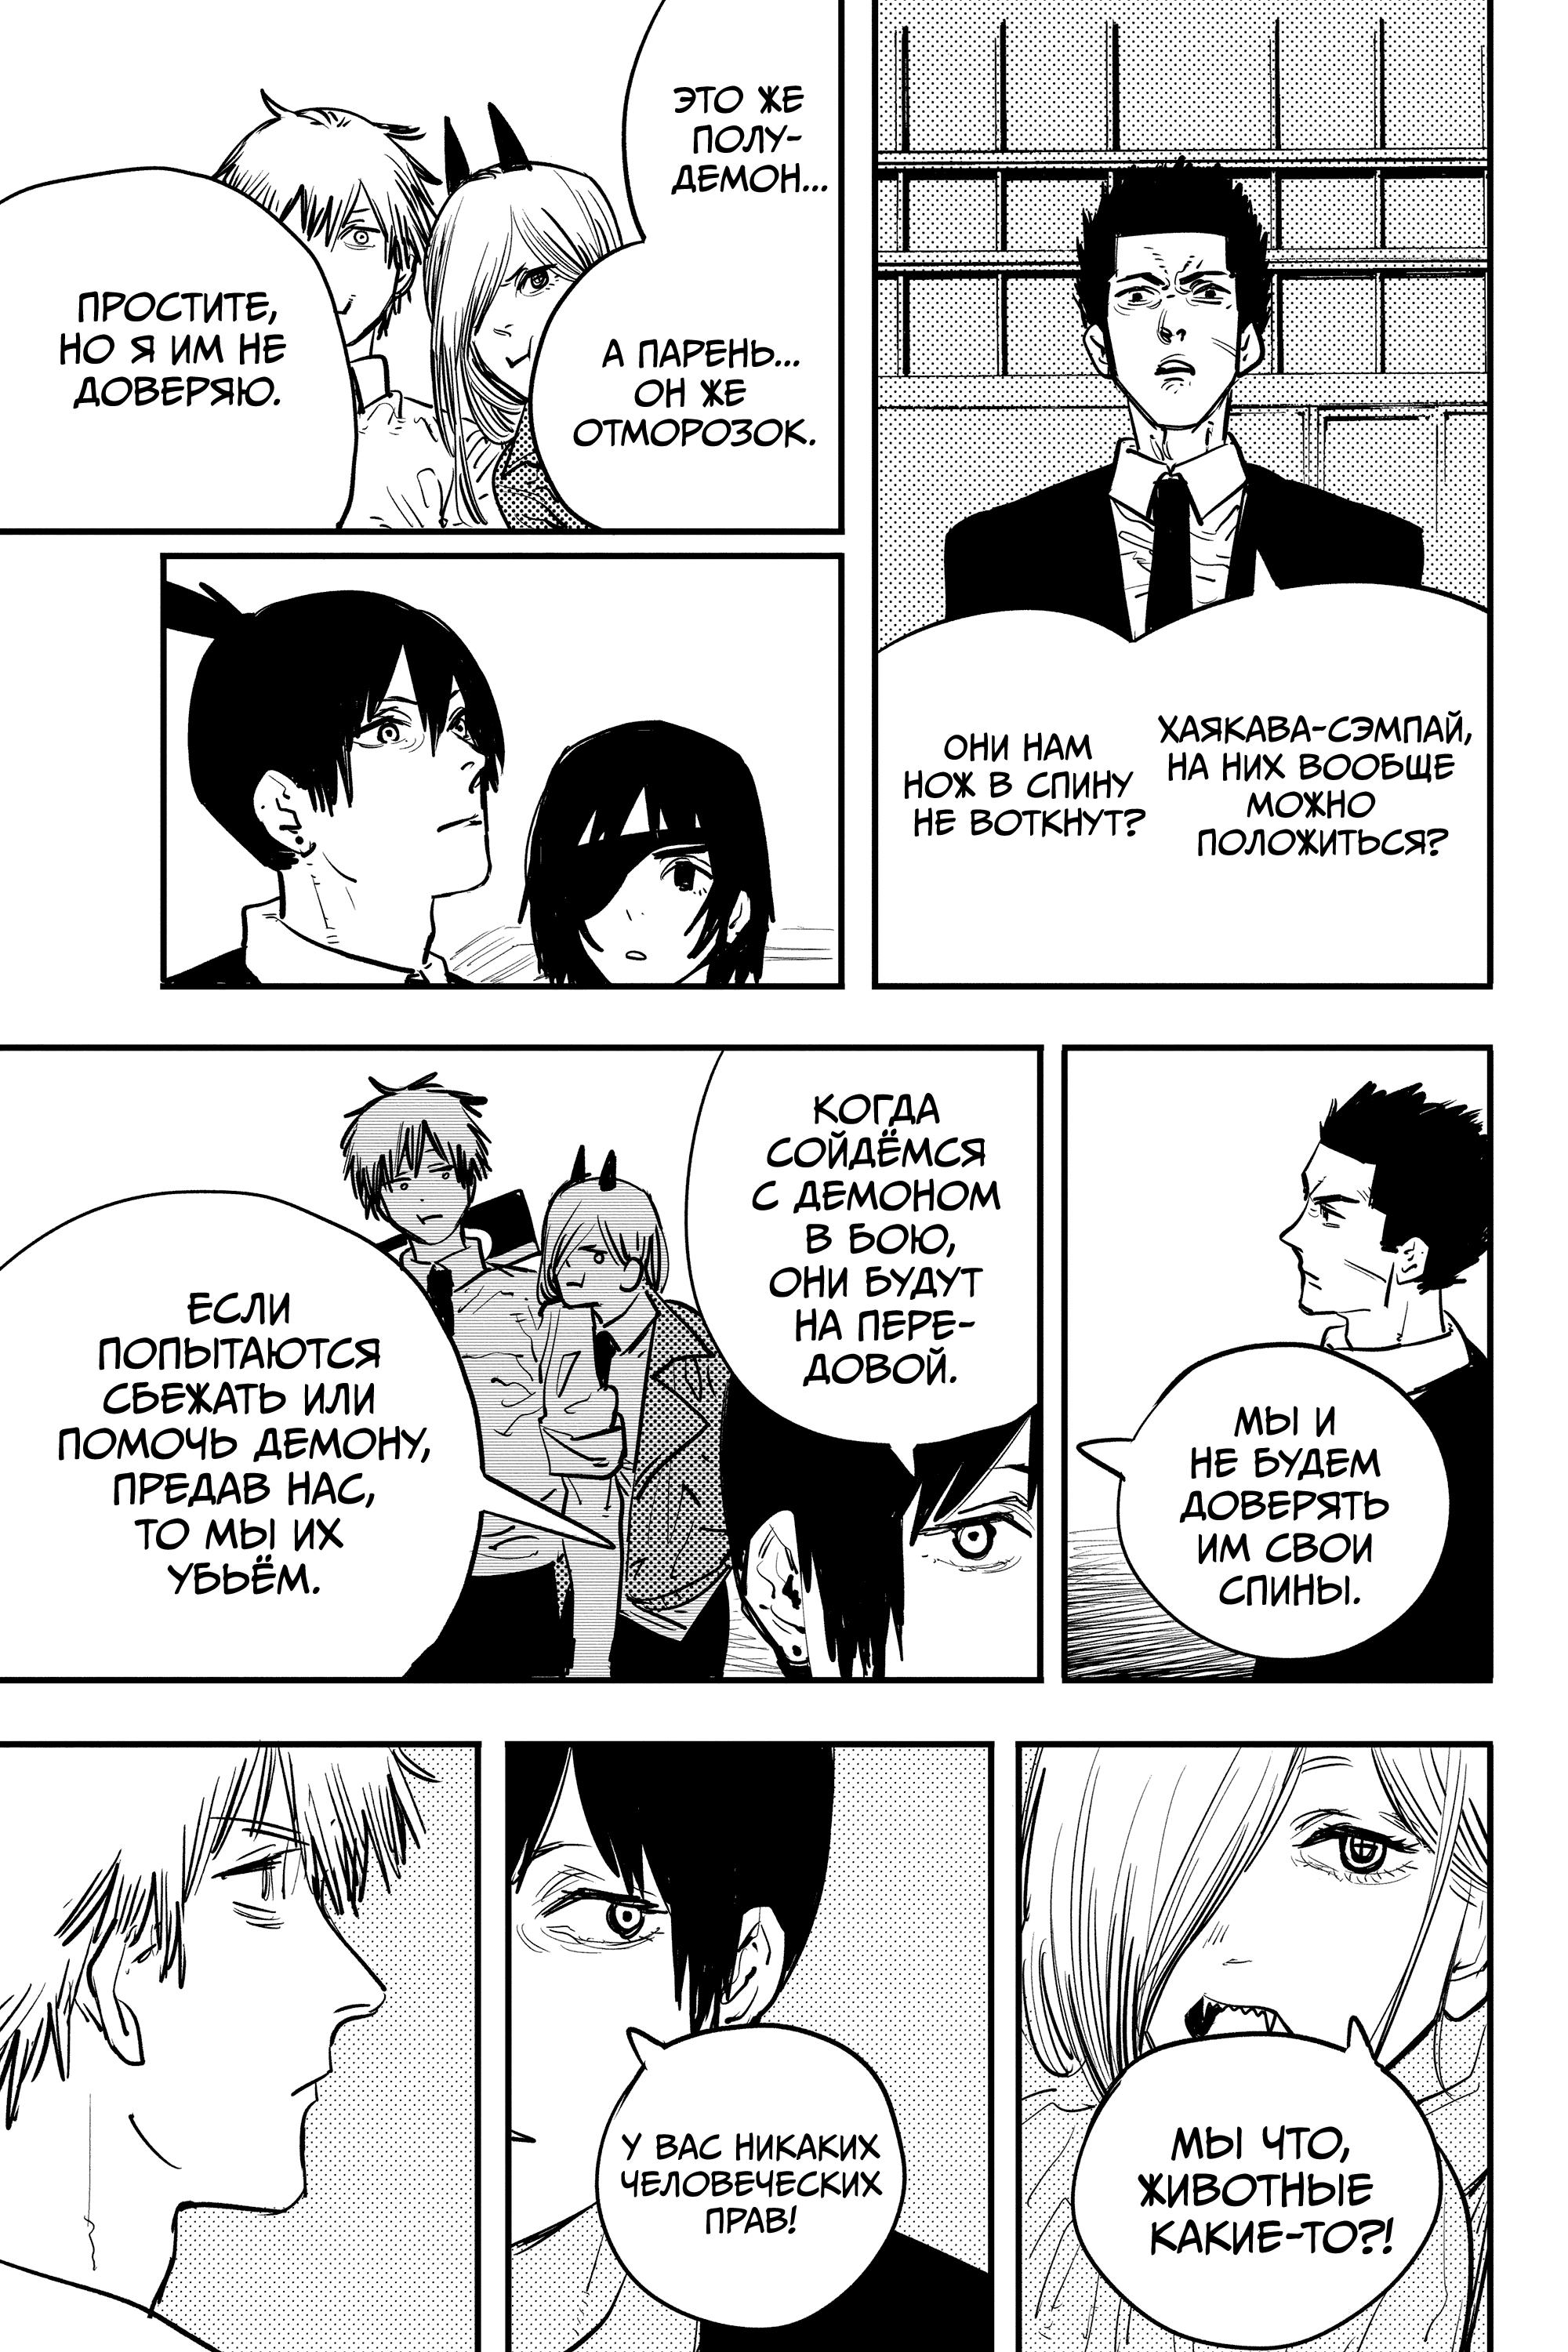 ХАЯКАВА-СЭМПАЙ,
НА НИХ ВООБЩЕ
МОЖНО
ПОЛОЖИТЬСЯ?
ОНИ НАМ
НОЖ В СПИНУ
НЕ ВОТКНУТ?
ЭТО ЖЕ
ПОЛУ-
ДЕМОН...
А ПАРЕНЬ...
ОН ЖЕ
ОТМОРОЗОК.
ПРОСТИТЕ,
НО Я ИМ НЕ
ДОВЕРЯЮ.
МЫ И
НЕ БУДЕМ
ДОВЕРЯТЬ
ИМ СВОИ
СПИНЫ.
КОГДА
СОЙДЁМСЯ
С ДЕМОНОМ
В БОЮ,
ОНИ БУДУТ
НА ПЕРЕ-
ДОВОЙ.
ЕСЛИ
ПОПЫТАЮТСЯ
СБЕЖАТЬ ИЛИ
ПОМОЧЬ ДЕМОНУ,
ПРЕДАВ НАС,
ТО МЫ ИХ
УБЬЁМ.
МЫ ЧТО,
ЖИВОТНЫЕ
КАКИЕ-ТО?!
У ВАС НИКАКИХ
ЧЕЛОВЕЧЕСКИХ
ПРАВ!